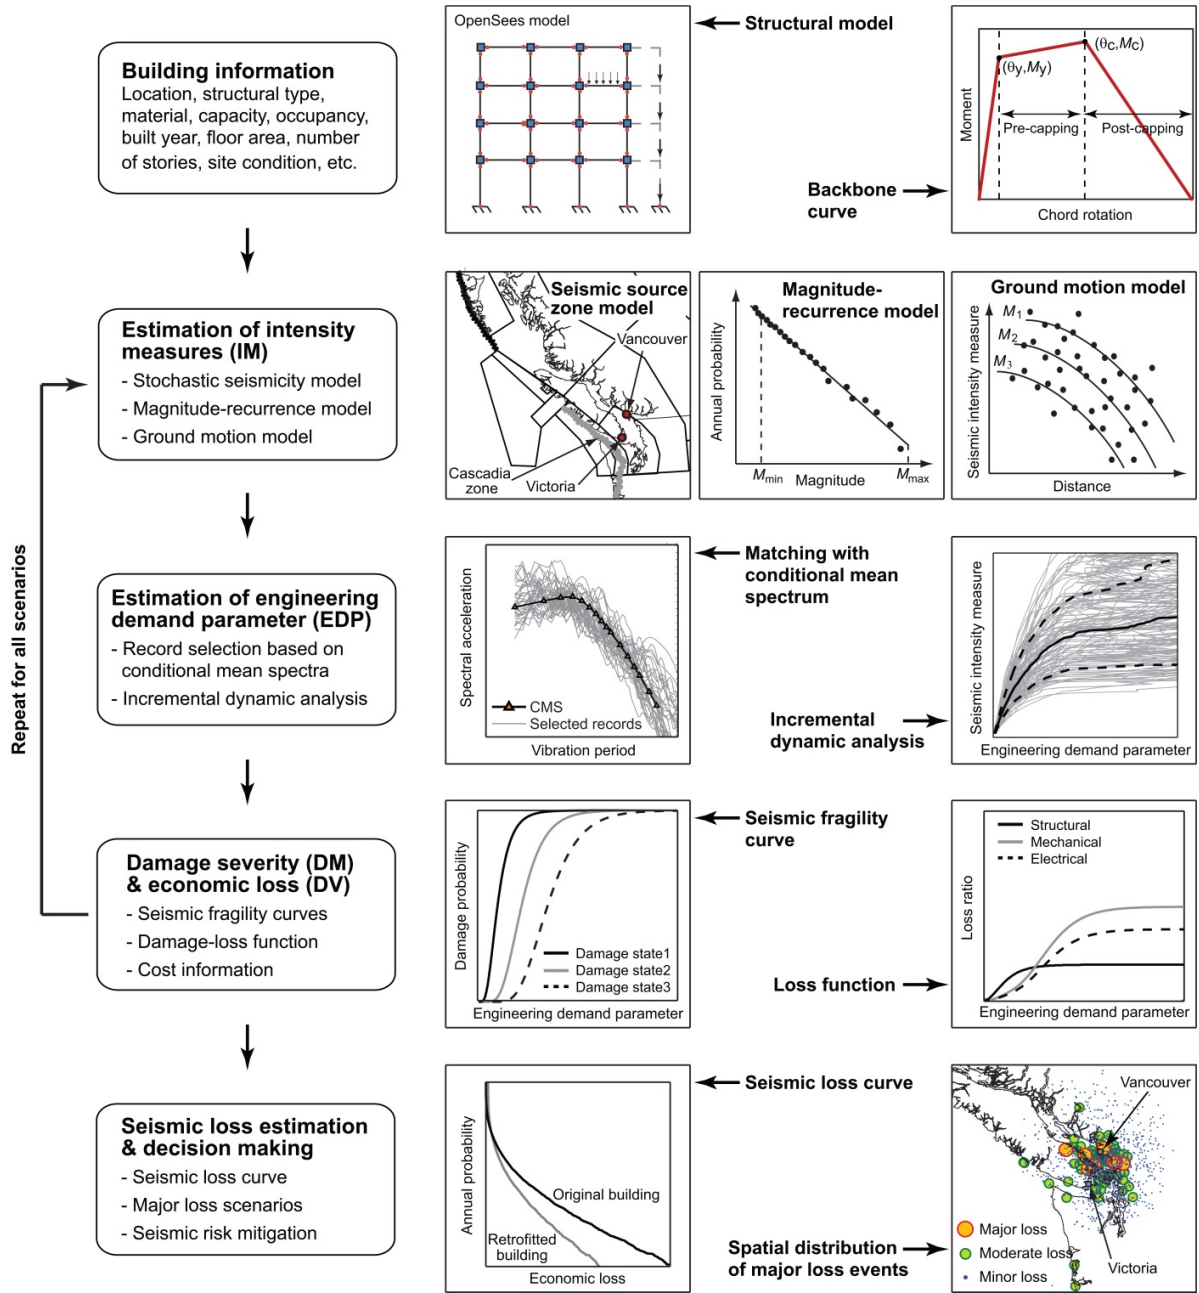 Building information
Location, structural type,
material, capacity, occupancy,
built year, floor area, number
of stories, site condition, etc.
OpenSees model
Structural model
(θy,My)
(θc,Mc)
Pre-capping
Post-capping
Moment
Chord rotation
Backbone
curve
Estimation of intensity
measures (IM)
- Stochastic seismicity model
- Magnitude-recurrence model
- Ground motion model
Seismic source
zone model
Vancouver
Cascadia
zone
Victoria
Magnitude-
recurrence model
Annual probability
Mmin
Magnitude
Mmax
Ground motion model
Seismic intensity measure
M1
M2
M3
Distance
Repeat for all scenarios
Estimation of engineering
demand parameter (EDP)
- Record selection based on
conditional mean spectra
- Incremental dynamic analysis
Spectral acceleration
CMS
Selected records
Vibration period
Matching with
conditional mean
spectrum
Incremental
dynamic analysis
Seismic intensity measure
Engineering demand parameter
Damage severity (DM)
& economic loss (DV)
- Seismic fragility curves
- Damage-loss function
- Cost information
Damage probability
Damage state1
Damage state2
Damage state3
Engineering demand parameter
Seismic fragility
curve
Loss function
Structural
Mechanical
Electrical
Loss ratio
Engineering demand parameter
Seismic loss estimation
& decision making
- Seismic loss curve
- Major loss scenarios
- Seismic risk mitigation
Annual probability
Original building
Retrofitted
building
Economic loss
Seismic loss curve
Spatial distribution
of major loss events
Vancouver
Major loss
Moderate loss
Minor loss
Victoria